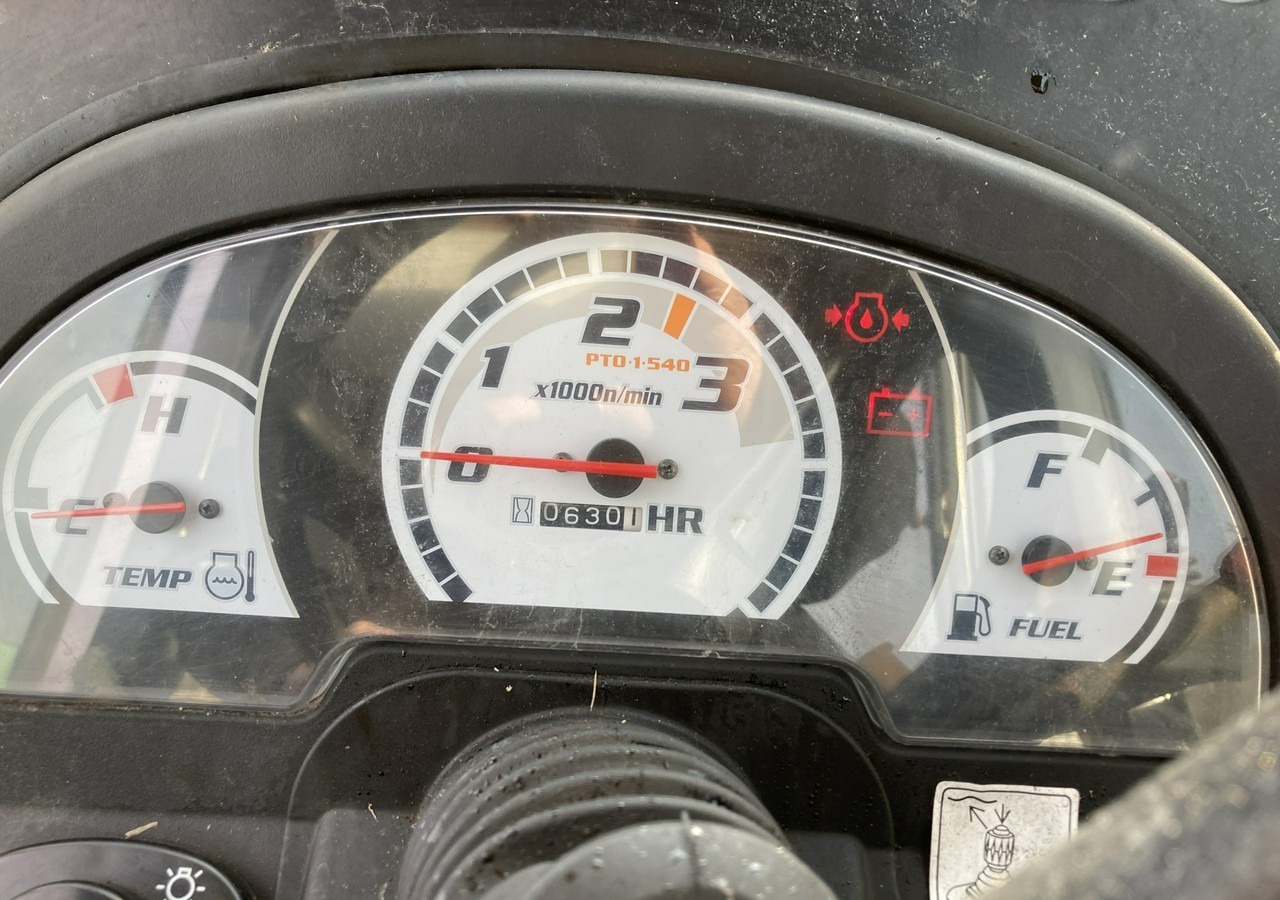 2
1
3
PTO·1·540
x1000n/min
0
06301 HR
H
C
TEMP
F
E
FUEL